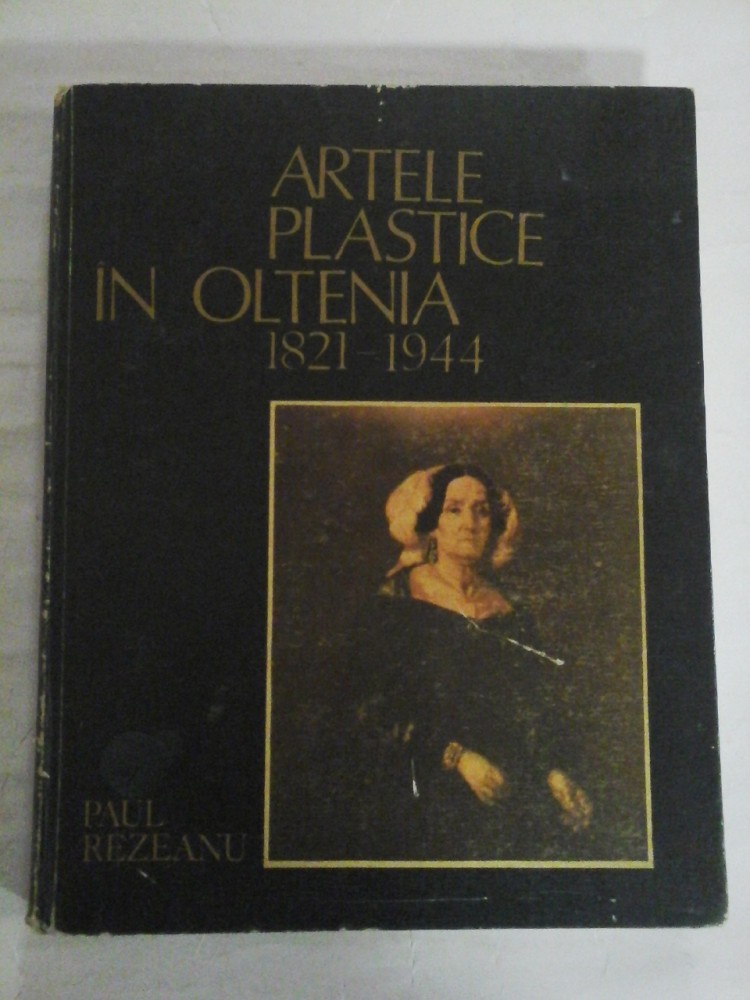 ARTELE
PLASTICE
ÎN OLTENIA
1821-1944
PAUL
REZEANU